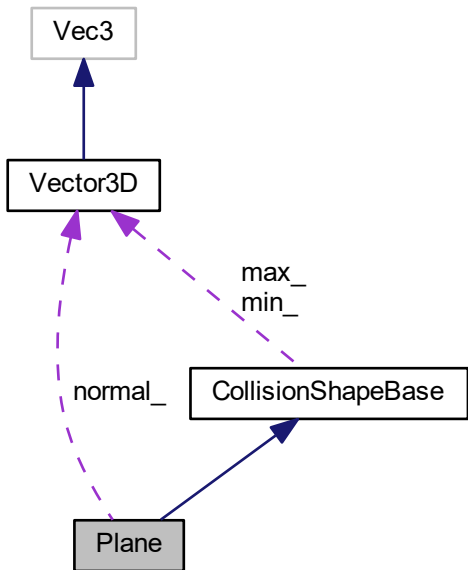 Vec3
Vector3D
max_
min_
CollisionShapeBase
normal_
Plane